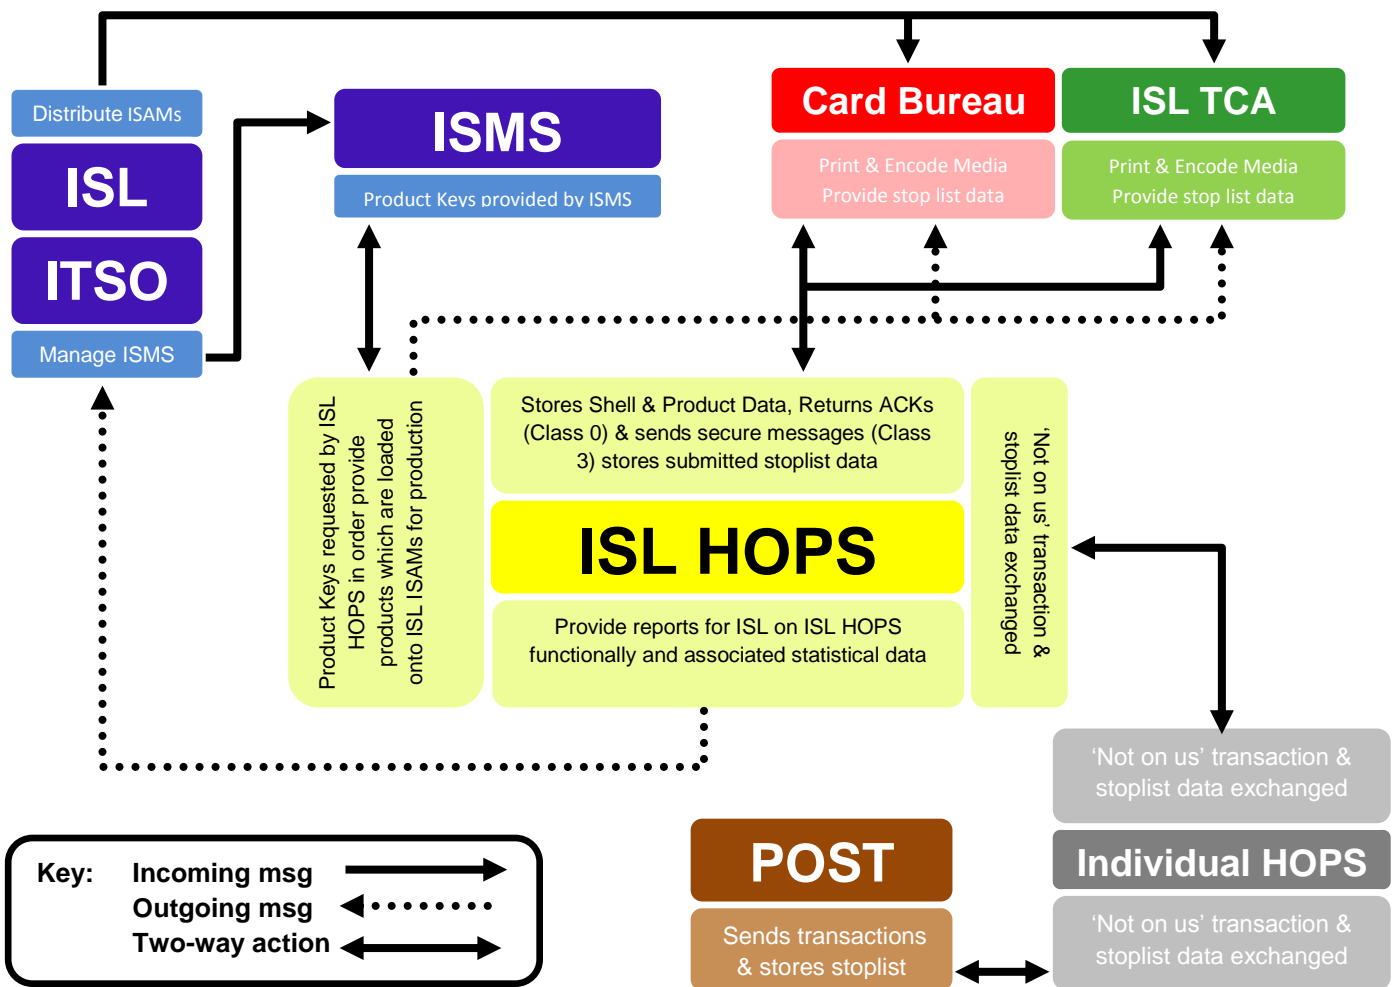 Distribute ISAMs
ISL
ITSO
Manage ISMS
ISMS
Product Keys provided by ISMS
Card Bureau
Print & Encode Media
Provide stop list data
ISL TCA
Print & Encode Media
Provide stop list data
Product Keys requested by ISL
HOPS in order provide
products which are loaded
onto ISL ISAMs for production
Stores Shell & Product Data, Returns ACKs
(Class 0) & sends secure messages (Class
3) stores submitted stoplist data
ISL HOPS
Provide reports for ISL on ISL HOPS
functionally and associated statistical data
'Not on us' transaction &
stoplist data exchanged
'Not on us' transaction &
stoplist data exchanged
Individual HOPS
'Not on us' transaction &
stoplist data exchanged
POST
Sends transactions
& stores stoplist
Key: Incoming msg
Outgoing msg
Two-way action